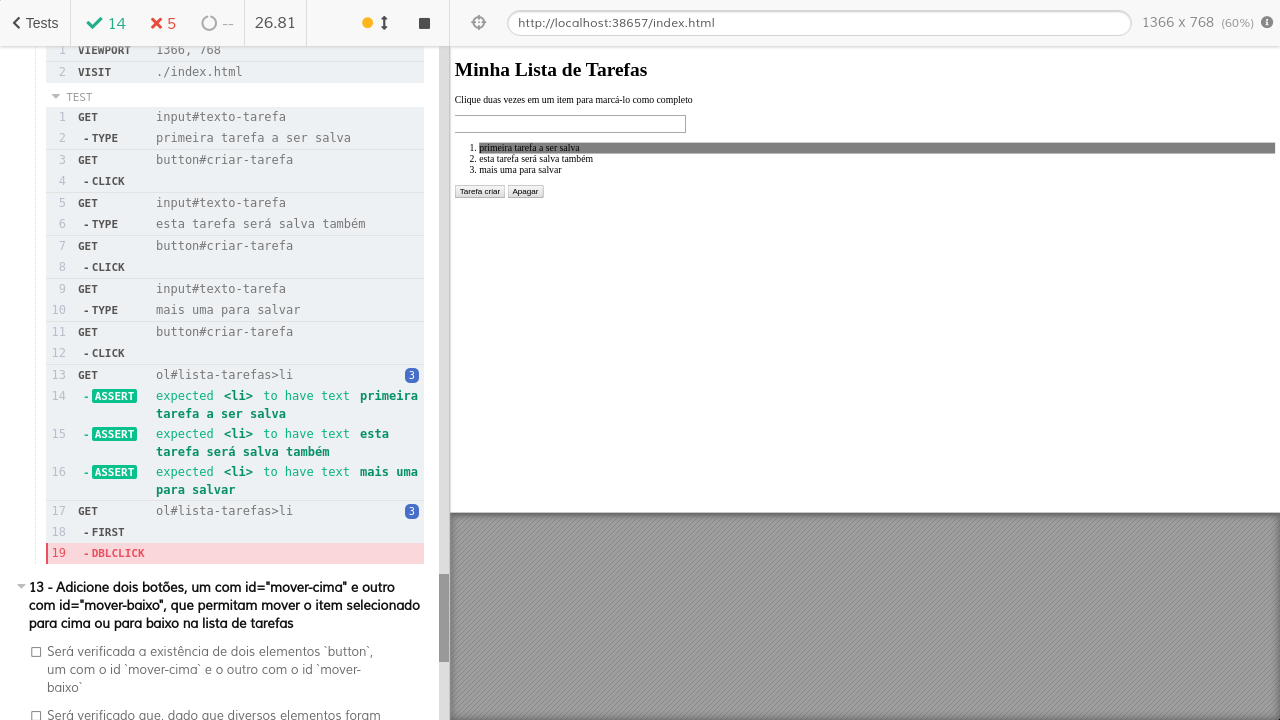 Tests 14 5 -- 26.81 http://localhost:38657/index.html 1366 x 768 (60%)
1 VIEWPORT 1366, 768
2 VISIT ./index.html
TEST
1 GET input#texto-tarefa
2 -TYPE primeira tarefa a ser salva
3 GET button#criar-tarefa
4 -CLICK
5 GET input#texto-tarefa
6 -TYPE esta tarefa será salva também
7 GET button#criar-tarefa
8 -CLICK
9 GET input#texto-tarefa
10 -TYPE mais uma para salvar
11 GET button#criar-tarefa
12 -CLICK
13 GET ol#lista-tarefas>li 3
14 -ASSERT expected <li> to have text primeira
tarefa a ser salva
15 -ASSERT expected <li> to have text esta
tarefa será salva também
16 -ASSERT expected <li> to have text mais uma
para salvar
17 GET ol#lista-tarefas>li 3
18 -FIRST
19 -DBLCLICK
13 - Adicione dois botões, um com id="mover-cima" e outro
com id="mover-baixo", que permitam mover o item selecionado
para cima ou para baixo na lista de tarefas
Será verificada a existência de dois elementos `button`,
um com o id `mover-cima` e o outro com o id `mover-
baixo`
Será verificado que, dado que diversos elementos foram
Minha Lista de Tarefas
Clique duas vezes em um item para marcá-lo como completo
1. primeira tarefa a ser salva
2. esta tarefa será salva também
3. mais uma para salvar
Tarefa criar Apagar